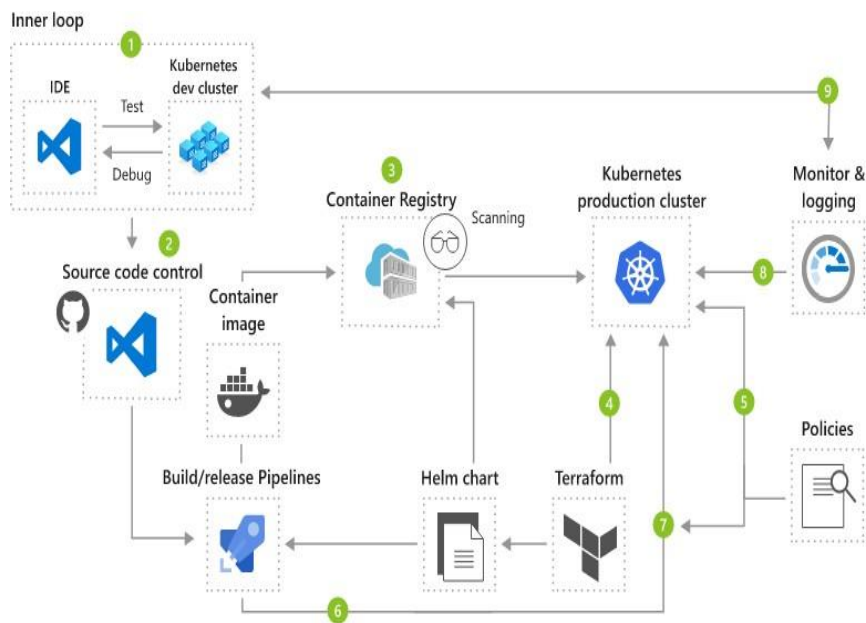 Inner loop
1
IDE
Kubernetes
dev cluster
Test
Debug
9
2
Source code control
3
Container Registry
Scanning
Kubernetes
production cluster
Monitor &
logging
8
Container
image
4
5
Policies
Build/release Pipelines
Helm chart
Terraform
7
6